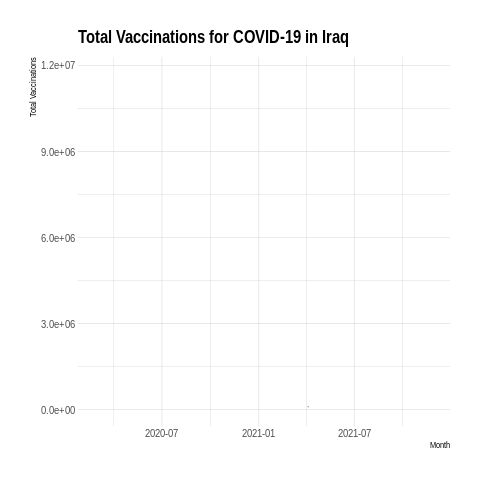 Total Vaccinations for COVID-19 in Iraq
Total Vaccinations
1.2e+07
9.0e+06
6.0e+06
3.0e+06
0.0e+00
2020-07 2021-01 2021-07
Month